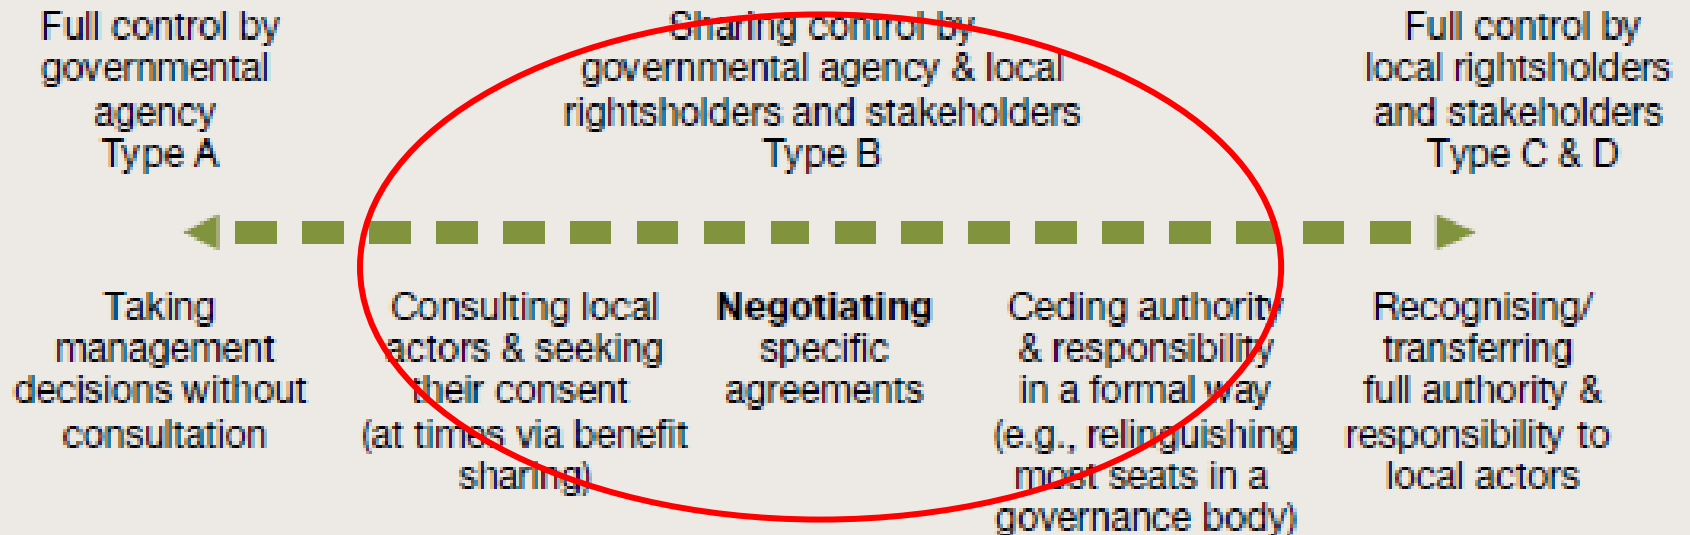 Full control by
governmental
agency
Type A
Sharing control by
governmental agency & local
rightsholders and stakeholders
Type B
Full control by
local rightsholders
and stakeholders
Type C & D
Taking
management
decisions without
consultation
Consulting local
actors & seeking
their consent
(at times via benefit
sharing)
Negotiating
specific
agreements
Ceding authority
& responsibility
in a formal way
(e.g., relinguishing
most seats in a
governance body)
Recognising/
transferring
full authority &
responsibility to
local actors